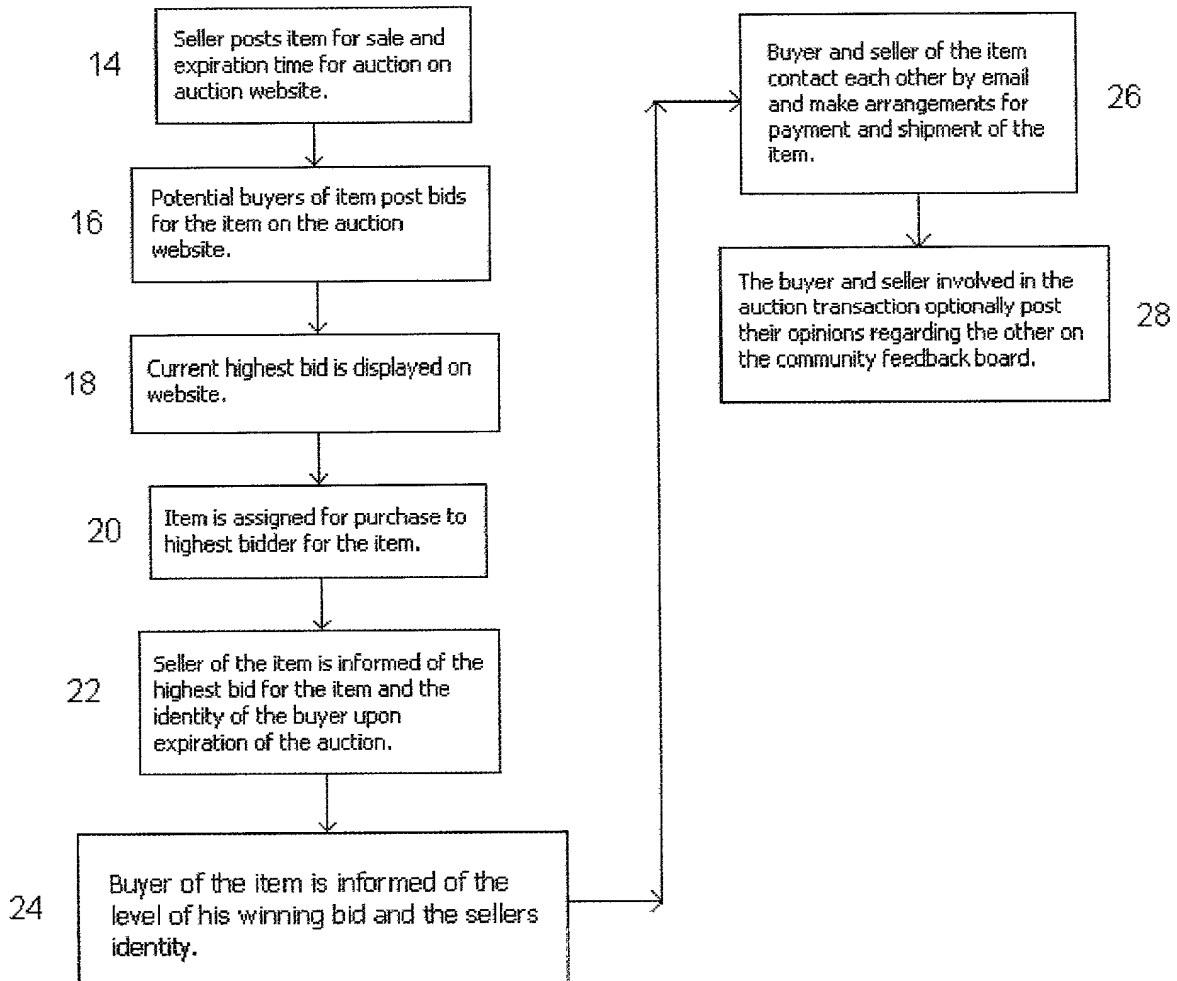 14
Seller posts item for sale and
expiration time for auction on
auction website.
16
Potential buyers of item post bids
for the item on the auction
website.
18
Current highest bid is displayed on
website.
20
Item is assigned for purchase to
highest bidder for the item.
22
Seller of the item is informed of the
highest bid for the item and the
identity of the buyer upon
expiration of the auction.
24
Buyer of the item is informed of the
level of his winning bid and the sellers
identity.
Buyer and seller of the item
contact each other by email
and make arrangements for
payment and shipment of the
item.
26
The buyer and seller involved in the
auction transaction optionally post
their opinions regarding the other on
the community feedback board.
28